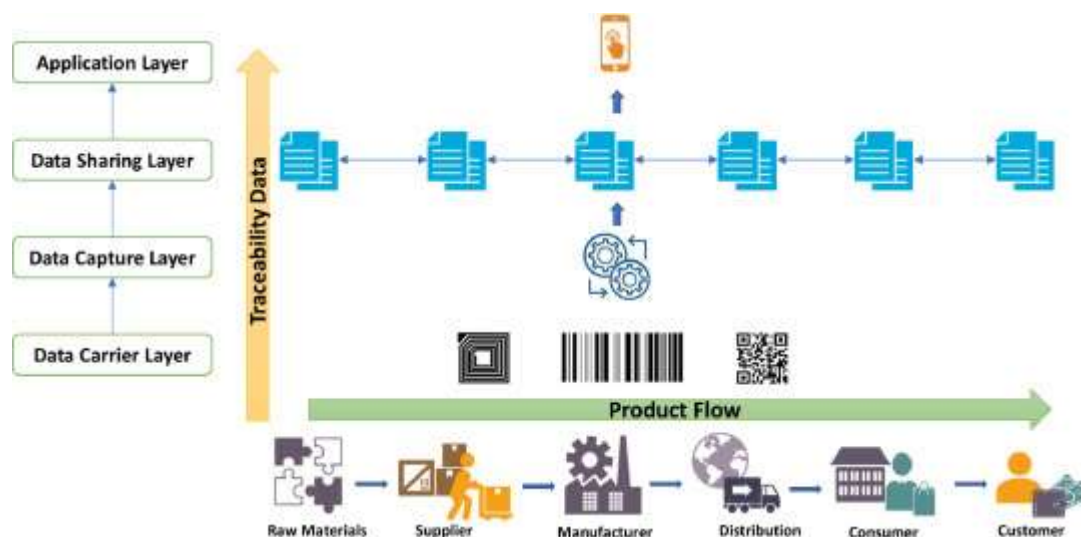 Application Layer
Data Sharing Layer
Data Capture Layer
Data Carrier Layer
Traceability Data
Product Flow
Raw Materials
Supplier
Manufacturer
Distribution
Consumer
Customer